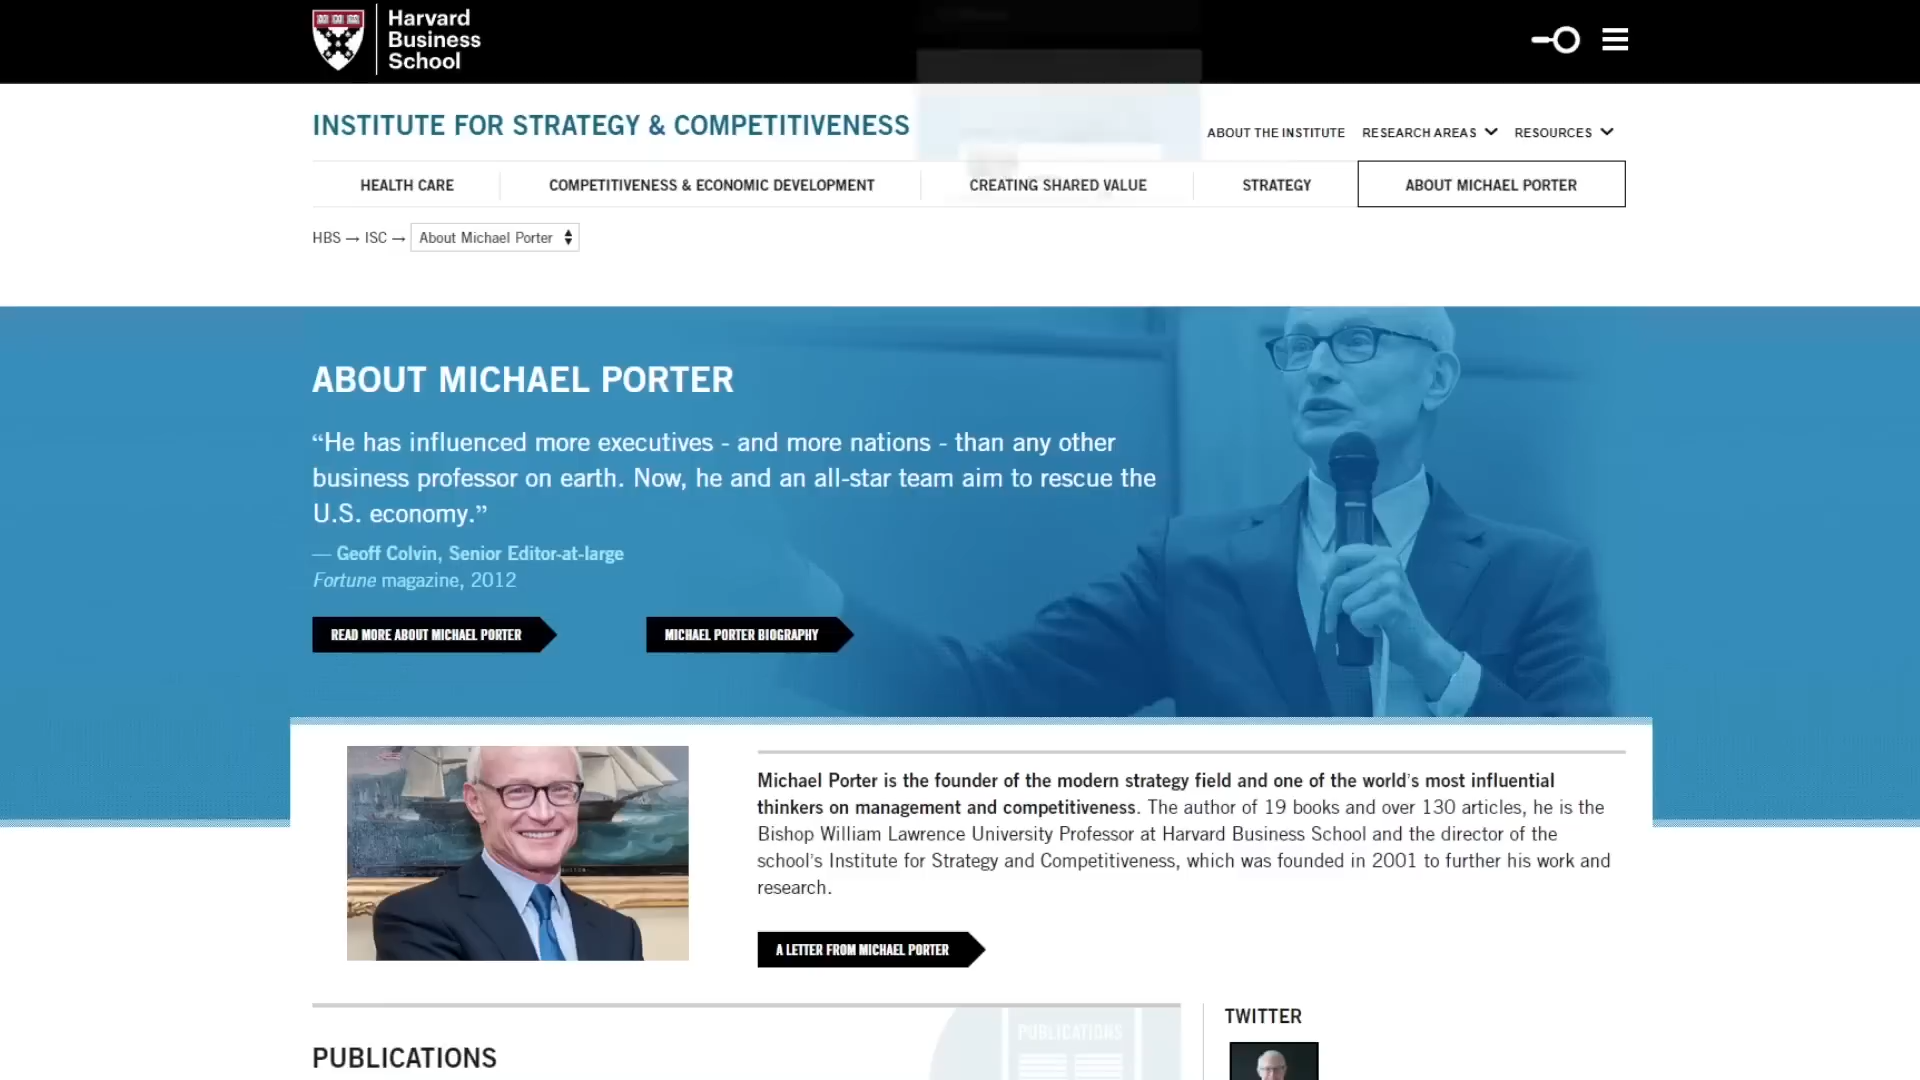 Harvard
Business
School
INSTITUTE FOR STRATEGY & COMPETITIVENESS
ABOUT THE INSTITUTE RESEARCH AREAS RESOURCES
HEALTH CARE COMPETITIVENESS & ECONOMIC DEVELOPMENT CREATING SHARED VALUE STRATEGY ABOUT MICHAEL PORTER
HBS → ISC → About Michael Porter
ABOUT MICHAEL PORTER
“He has influenced more executives - and more nations - than any other
business professor on earth. Now, he and an all-star team aim to rescue the
U.S. economy.”
— Geoff Colvin, Senior Editor-at-large
Fortune magazine, 2012
READ MORE ABOUT MICHAEL PORTER MICHAEL PORTER BIOGRAPHY
Michael Porter is the founder of the modern strategy field and one of the world's most influential
thinkers on management and competitiveness. The author of 19 books and over 130 articles, he is the
Bishop William Lawrence University Professor at Harvard Business School and the director of the
school's Institute for Strategy and Competitiveness, which was founded in 2001 to further his work and
research.
A LETTER FROM MICHAEL PORTER
PUBLICATIONS
PUBLICATIONS
TWITTER